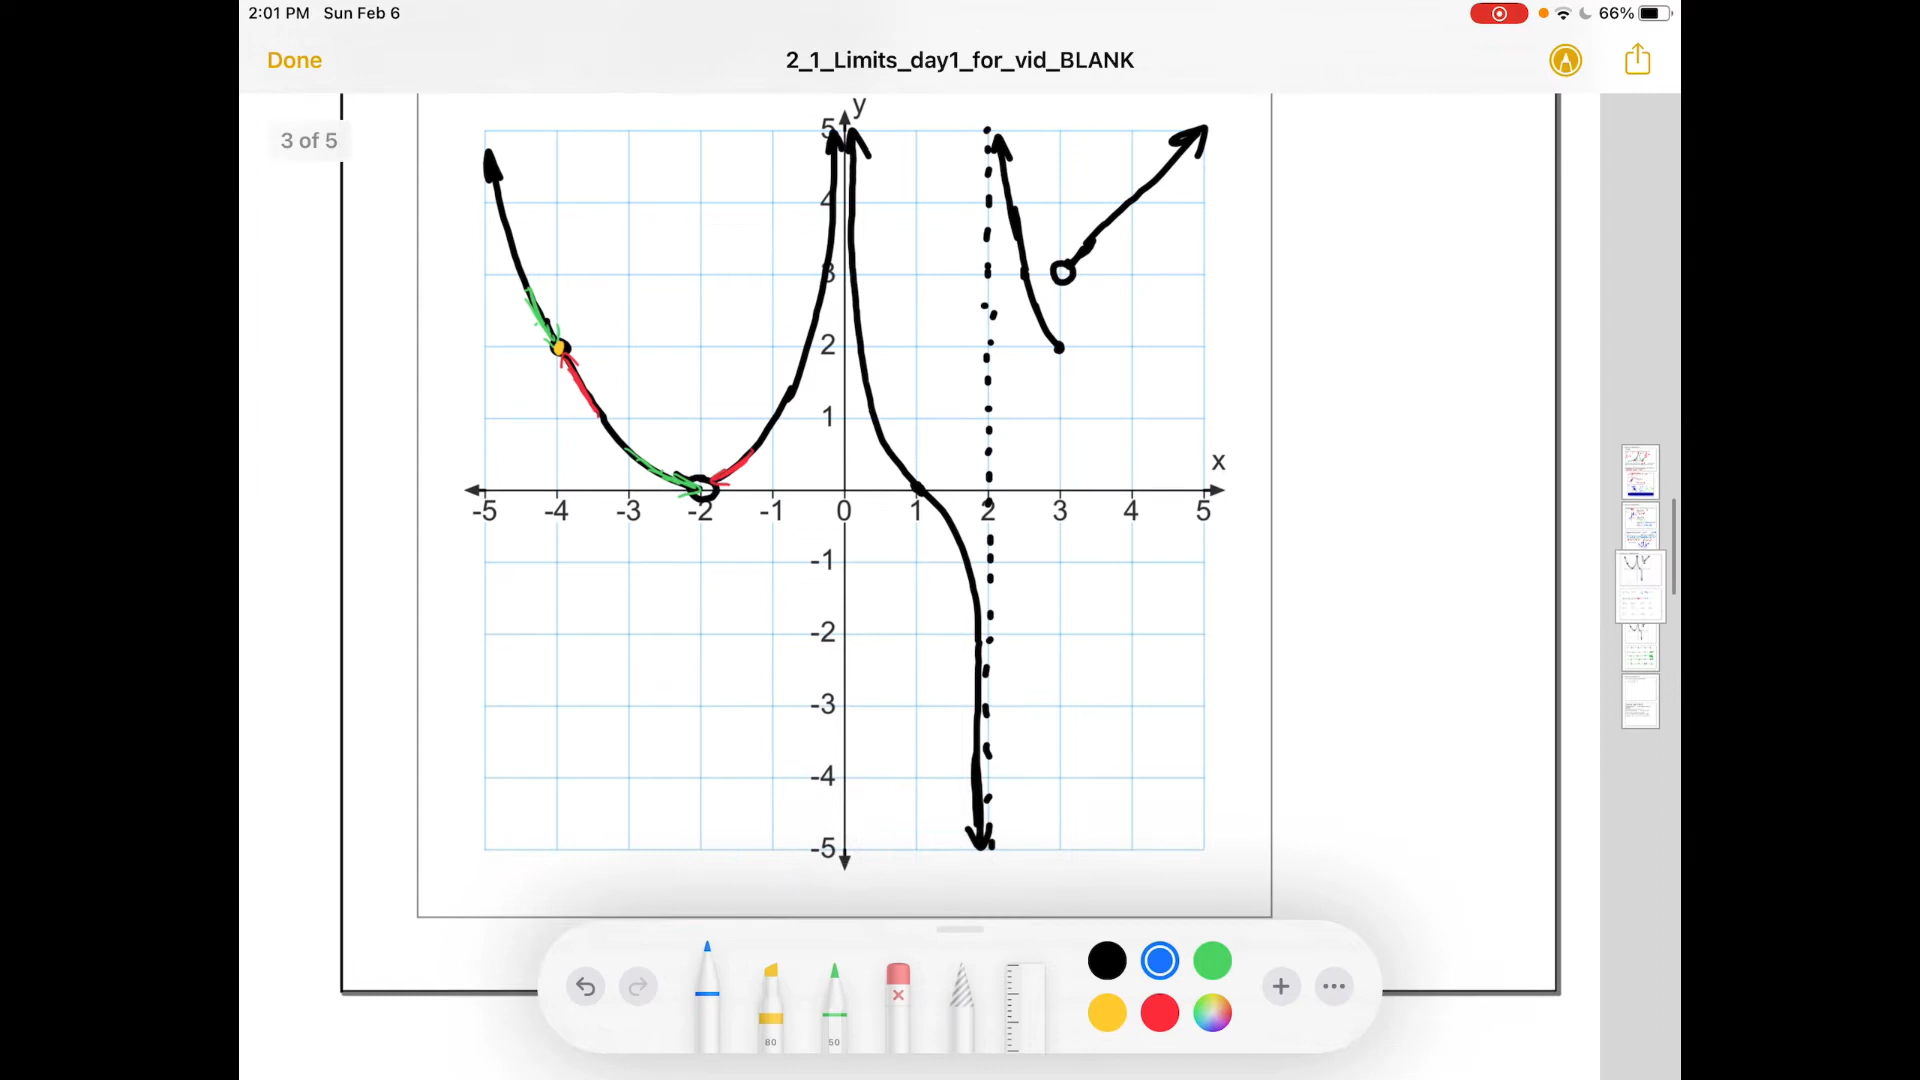 2:01 PM Sun Feb 6
66%
Done
2_1_Limits_day1_for_vid_BLANK
3 of 5
y
5
4
3
2
1
x
-5 -4 -3 -2 -1 0 1 2 3 4 5
-1
-2
-3
-4
-5
80 50